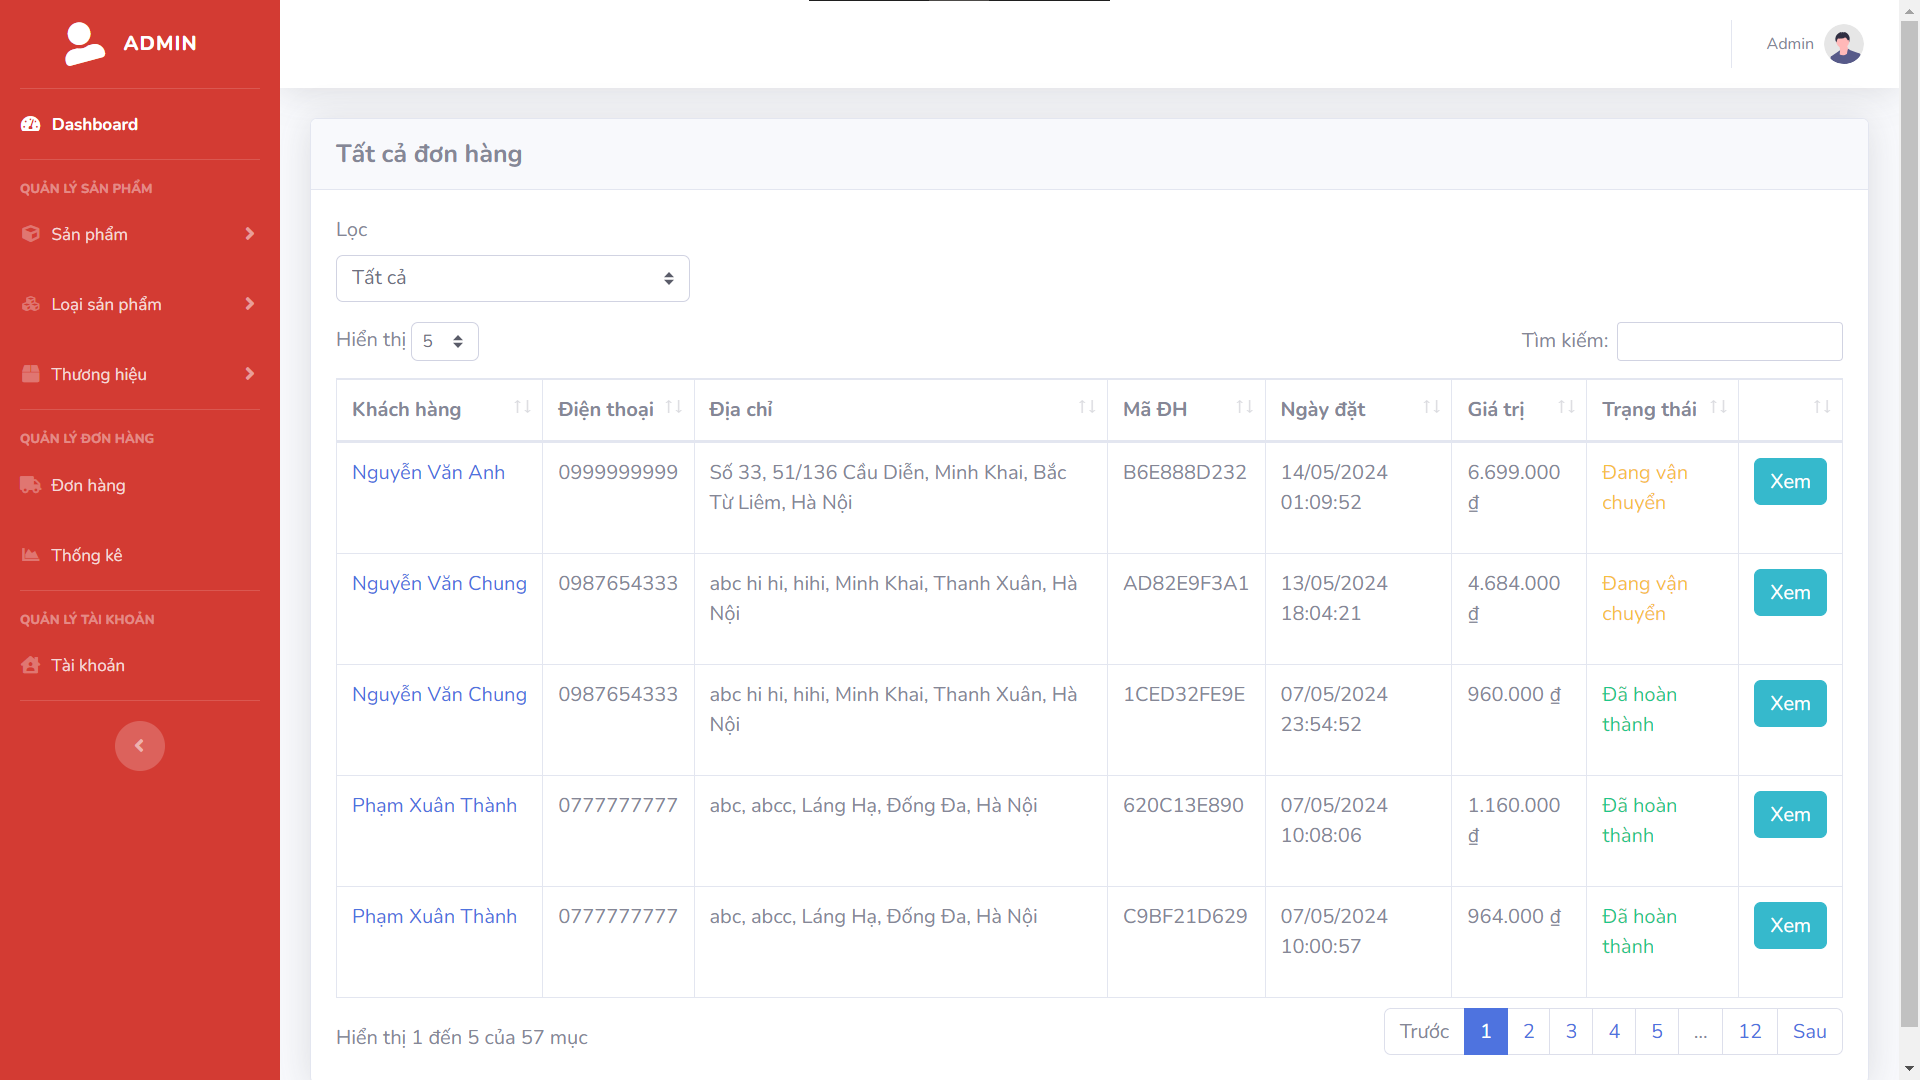 ADMIN
Admin
Dashboard
QUẢN LÝ SẢN PHẨM
Sản phẩm
Loại sản phẩm
Thương hiệu
QUẢN LÝ ĐƠN HÀNG
Đơn hàng
Thống kê
QUẢN LÝ TÀI KHOẢN
Tài khoản
Tất cả đơn hàng
Lọc
Tất cả
Hiển thị 5
Tìm kiếm:
Khách hàng Điện thoại Địa chỉ Mã ĐH Ngày đặt Giá trị Trạng thái
Nguyễn Văn Anh 0999999999 Số 33, 51/136 Cầu Diễn, Minh Khai, Bắc B6E888D232 14/05/2024 6.699.000 Đang vận Xem
Từ Liêm, Hà Nội 01:09:52 ₫ chuyển
Nguyễn Văn Chung 0987654333 abc hi hi, hihi, Minh Khai, Thanh Xuân, Hà AD82E9F3A1 13/05/2024 4.684.000 Đang vận Xem
Nội 18:04:21 ₫ chuyển
Nguyễn Văn Chung 0987654333 abc hi hi, hihi, Minh Khai, Thanh Xuân, Hà 1CED32FE9E 07/05/2024 960.000 ₫ Đã hoàn Xem
Nội 23:54:52 thành
Phạm Xuân Thành 0777777777 abc, abcc, Láng Hạ, Đống Đa, Hà Nội 620C13E890 07/05/2024 1.160.000 Đã hoàn Xem
10:08:06 ₫ thành
Phạm Xuân Thành 0777777777 abc, abcc, Láng Hạ, Đống Đa, Hà Nội C9BF21D629 07/05/2024 964.000 ₫ Đã hoàn Xem
10:00:57 thành
Hiển thị 1 đến 5 của 57 mục
Trước 1 2 3 4 5 ... 12 Sau